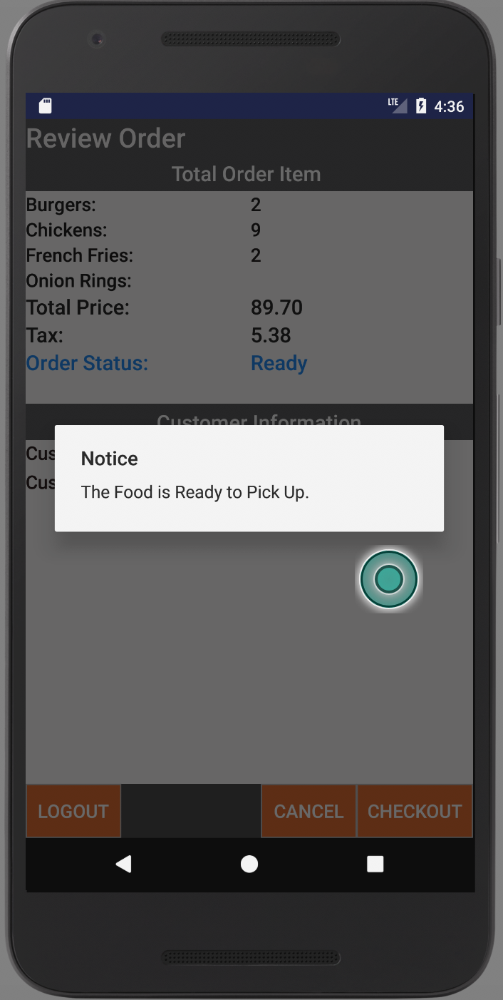 LTE 4:36
Review Order
Total Order Item
Burgers: 2
Chickens: 9
French Fries: 2
Onion Rings:
Total Price: 89.70
Tax: 5.38
Order Status: Ready
Customer Information
Cus
Cus
Notice
The Food is Ready to Pick Up.
LOGOUT CANCEL CHECKOUT